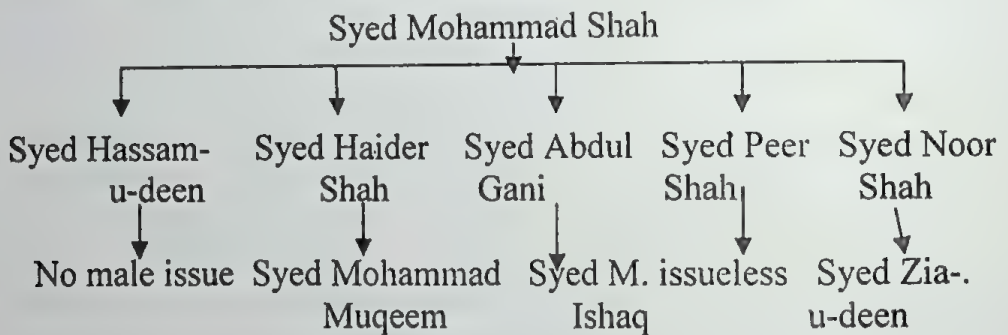 Syed Mohammad Shah
Syed Hassam- Syed Haider Syed Abdul Syed Peer Syed Noor
u-deen Shah Gani Shah Shah
No male issue Syed Mohammad Syed M. issueless Syed Zia-.
Muqeem Ishaq u-deen